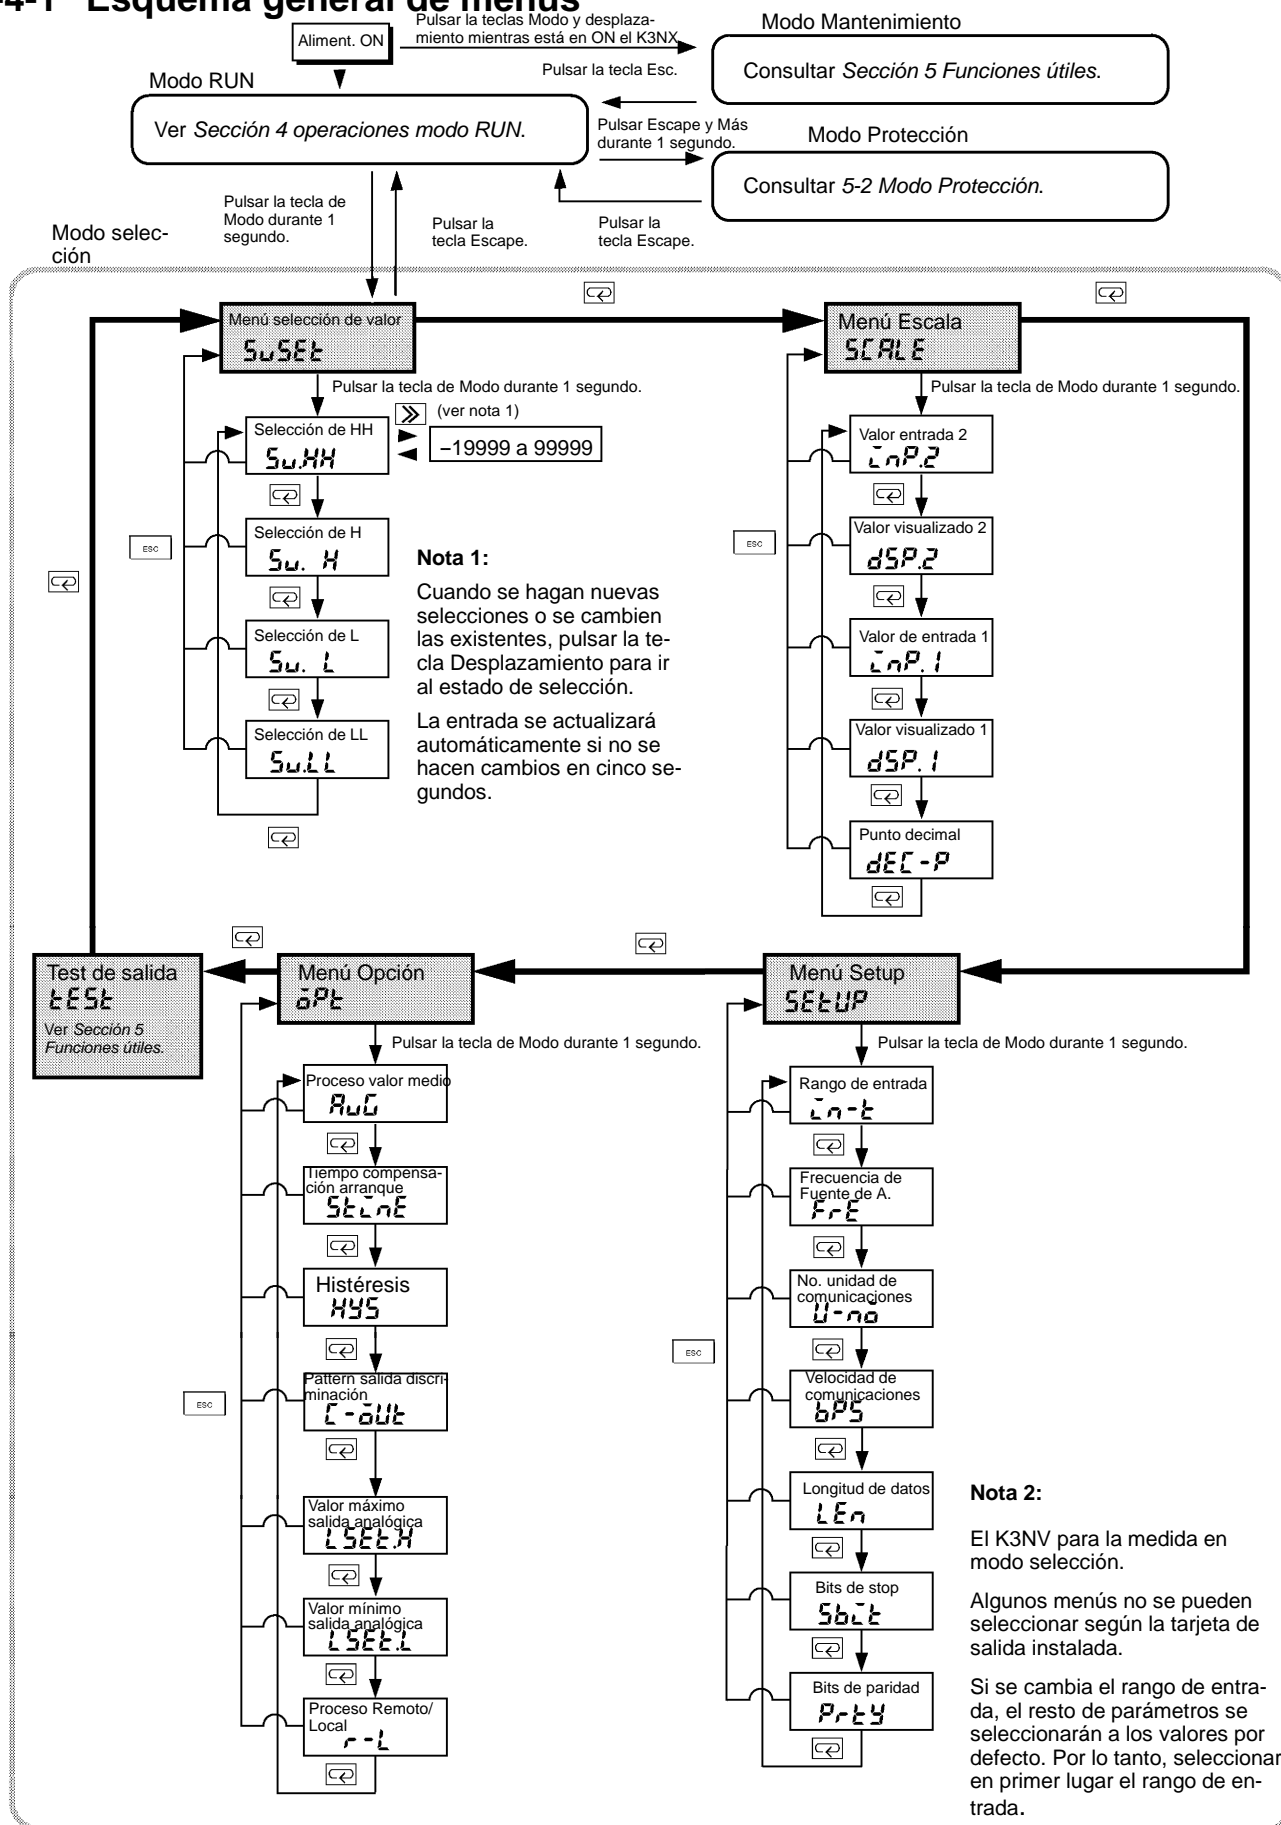 4-1 Esquema general de menús
Aliment. ON
Pulsar la teclas Modo y desplaza-
miento mientras está en ON el K3NX
Modo Mantenimiento
Consultar Sección 5 Funciones útiles.
Pulsar la tecla Esc.
Modo RUN
Ver Sección 4 operaciones modo RUN.
Pulsar Escape y Más
durante 1 segundo.
Modo Protección
Consultar 5-2 Modo Protección.
Pulsar la tecla de
Modo durante 1
segundo.
Pulsar la
tecla Escape.
Pulsar la
tecla Escape.
Modo selec-
ción
Menú selección de valor
SuSEt
Pulsar la tecla de Modo durante 1 segundo.
Selección de HH
Su.HH
(ver nota 1)
–19999 a 99999
Selección de H
Su. H
ESC
Selección de L
Su. L
Selección de LL
Su.LL
Nota 1:
Cuando se hagan nuevas
selecciones o se cambien
las existentes, pulsar la te-
cla Desplazamiento para ir
al estado de selección.
La entrada se actualizará
automáticamente si no se
hacen cambios en cinco se-
gundos.
Menú Escala
SCALE
Pulsar la tecla de Modo durante 1 segundo.
Valor entrada 2
inP.2
Valor visualizado 2
dSP.2
ESC
Valor de entrada 1
inP.1
Valor visualizado 1
dSP.1
Punto decimal
dEC-P
Test de salida
tESt
Ver Sección 5
Funciones útiles.
Menú Opción
oPt
Pulsar la tecla de Modo durante 1 segundo.
Proceso valor medio
AuG
Tiempo compensa-
ción arranque
StinE
Histéresis
HYS
Pattern salida discri-
minación
C-oUt
ESC
Valor máximo
salida analógica
LSEt.H
Valor mínimo
salida analógica
LSEt.L
Proceso Remoto/
Local
r-L
Menú Setup
SEtUP
Pulsar la tecla de Modo durante 1 segundo.
Rango de entrada
in-t
Frecuencia de
Fuente de A.
FrE
No. unidad de
comunicaciones
U-no
ESC
Velocidad de
comunicaciones
bPS
Longitud de datos
LEn
Bits de stop
Sbit
Bits de paridad
PrtY
Nota 2:
El K3NV para la medida en
modo selección.
Algunos menús no se pueden
seleccionar según la tarjeta de
salida instalada.
Si se cambia el rango de entra-
da, el resto de parámetros se
seleccionarán a los valores por
defecto. Por lo tanto, seleccionar
en primer lugar el rango de en-
trada.